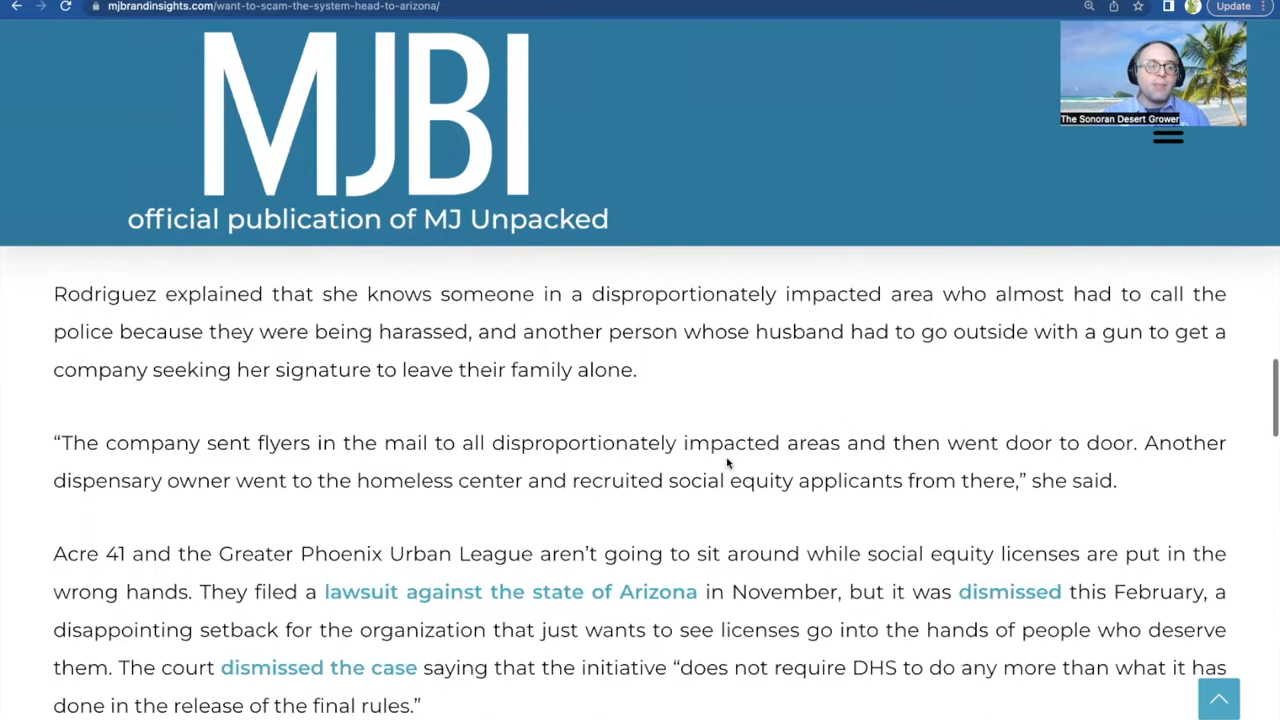 mjbrandinsights.com/want-to-scam-the-system-head-to-arizona/
Update
MJBI
official publication of MJ Unpacked
The Sonoran Desert Grower
Rodriguez explained that she knows someone in a disproportionately impacted area who almost had to call the
police because they were being harassed, and another person whose husband had to go outside with a gun to get a
company seeking her signature to leave their family alone.
“The company sent flyers in the mail to all disproportionately impacted areas and then went door to door. Another
dispensary owner went to the homeless center and recruited social equity applicants from there,” she said.
Acre 41 and the Greater Phoenix Urban League aren’t going to sit around while social equity licenses are put in the
wrong hands. They filed a lawsuit against the state of Arizona in November, but it was dismissed this February, a
disappointing setback for the organization that just wants to see licenses go into the hands of people who deserve
them. The court dismissed the case saying that the initiative “does not require DHS to do any more than what it has
done in the release of the final rules.”